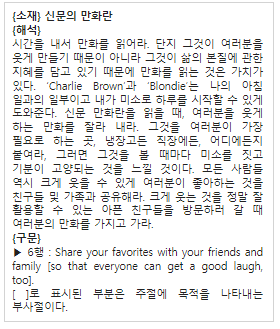 {소재} 신문의 만화란
{해석}
시간을 내서 만화를 읽어라. 단지 그것이 여러분을
웃게 만들기 때문이 아니라 그것이 삶의 본질에 관한
지혜를 담고 있기 때문에 만화를 읽는 것은 가치가
있다. 'Charlie Brown'과 'Blondie'는 나의 아침
일과의 일부이고 내가 미소로 하루를 시작할 수 있게
도와준다. 신문 만화란을 읽을 때, 여러분을 웃게
하는 만화를 잘라 내라. 그것을 여러분이 가장
필요로 하는 곳, 냉장고든 직장에든, 어디에든지
붙여라, 그러면 그것을 볼 때마다 미소를 짓고
기분이 고양되는 것을 느낄 것이다. 모든 사람들
역시 크게 웃을 수 있게 여러분이 좋아하는 것을
친구들 및 가족과 공유해라. 크게 웃는 것을 정말 잘
활용할 수 있는 아픈 친구들을 방문하러 갈 때
여러분의 만화를 가지고 가라.
{구문}
▶ 6행 : Share your favorites with your friends and
family [so that everyone can get a good laugh,
too].
[ ]로 표시된 부분은 주절에 목적을 나타내는
부사절이다.